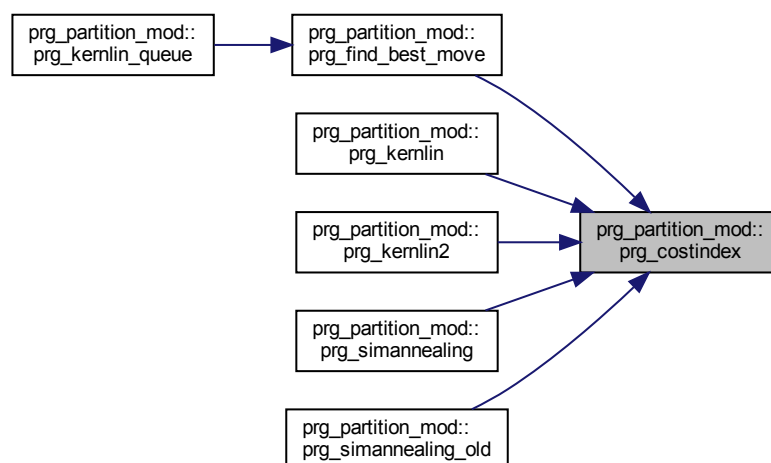 prg_partition_mod::
prg_kernlin_queue
prg_partition_mod::
prg_find_best_move
prg_partition_mod::
prg_kernlin
prg_partition_mod::
prg_kernlin2
prg_partition_mod::
prg_simannealing
prg_partition_mod::
prg_simannealing_old
prg_partition_mod::
prg_costindex